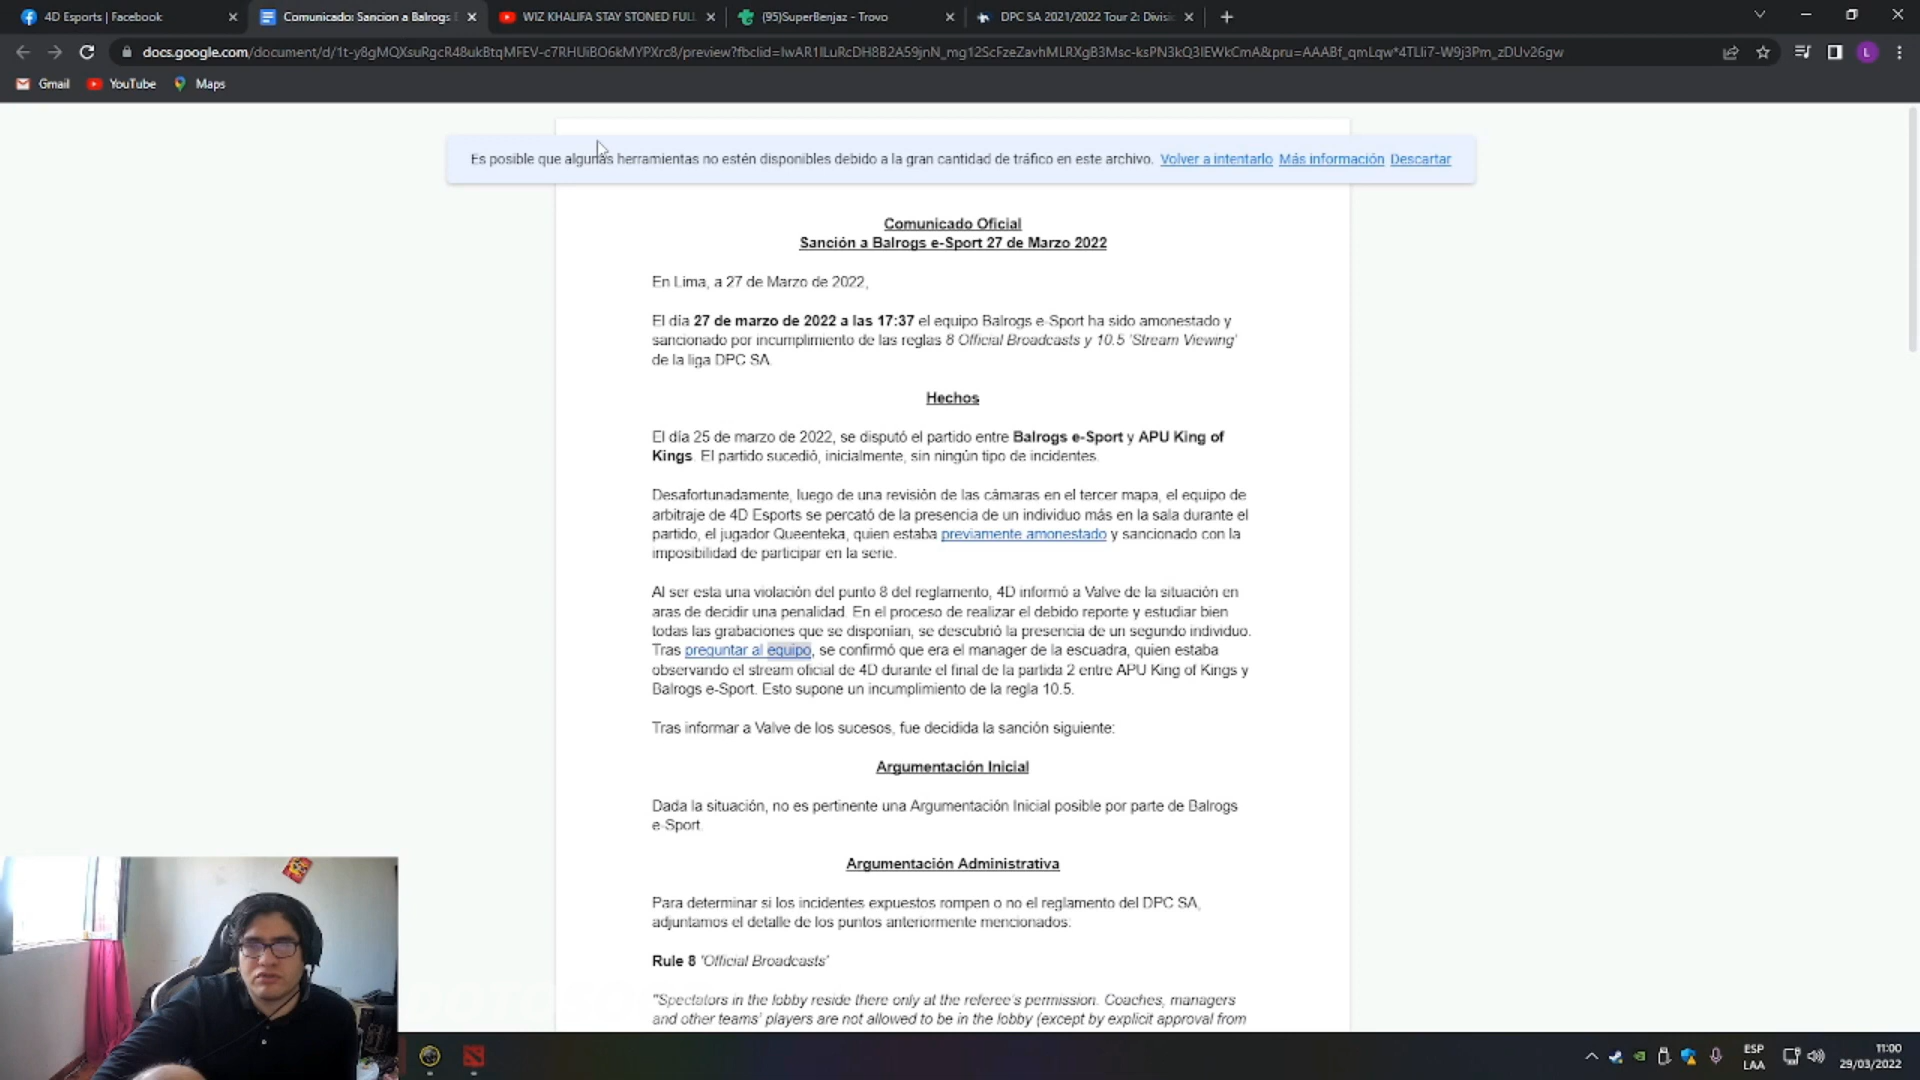 4D Esports | Facebook
Comunicado: Sancion a Balrogs E
WIZ KHALIFA STAY STONED FULL
(95)SuperBenjaz - Trovo
DPC SA 2021/2022 Tour 2: Divisi
docs.google.com/document/d/1t-y8gMQXsuRgcR48ukBtqMFEV-c7RHUiBO6kMYPXrc8/preview?fbclid=IwAR1lLuRcDH8B2A59jnN_mg12ScFzeZavhMLRXgB3Msc-ksPN3kQ3IEWkCmA&pru=AAABf_qmLqw*4TLli7-W9j3Pm_zDUv26gw
L
Gmail
YouTube
Maps
Es posible que algunas herramientas no estén disponibles debido a la gran cantidad de tráfico en este archivo. Volver a intentarlo Más información Descartar
Comunicado Oficial
Sanción a Balrogs e-Sport 27 de Marzo 2022
En Lima, a 27 de Marzo de 2022,
El día 27 de marzo de 2022 a las 17:37 el equipo Balrogs e-Sport ha sido amonestado y
sancionado por incumplimiento de las reglas 8 Official Broadcasts y 10.5 'Stream Viewing'
de la liga DPC SA.
Hechos
El día 25 de marzo de 2022, se disputó el partido entre Balrogs e-Sport y APU King of
Kings. El partido sucedió, inicialmente, sin ningún tipo de incidentes.
Desafortunadamente, luego de una revisión de las cámaras en el tercer mapa, el equipo de
arbitraje de 4D Esports se percató de la presencia de un individuo más en la sala durante el
partido, el jugador Queenteka, quien estaba previamente amonestado y sancionado con la
imposibilidad de participar en la serie.
Al ser esta una violación del punto 8 del reglamento, 4D informó a Valve de la situación en
aras de decidir una penalidad. En el proceso de realizar el debido reporte y estudiar bien
todas las grabaciones que se disponían, se descubrió la presencia de un segundo individuo.
Tras preguntar al equipo, se confirmó que era el manager de la escuadra, quien estaba
observando el stream oficial de 4D durante el final de la partida 2 entre APU King of Kings y
Balrogs e-Sport. Esto supone un incumplimiento de la regla 10.5.
Tras informar a Valve de los sucesos, fue decidida la sanción siguiente:
Argumentación Inicial
Dada la situación, no es pertinente una Argumentación Inicial posible por parte de Balrogs
e-Sport.
Argumentación Administrativa
Para determinar si los incidentes expuestos rompen o no el reglamento del DPC SA,
adjuntamos el detalle de los puntos anteriormente mencionados:
Rule 8 'Official Broadcasts'
"Spectators in the lobby reside there only at the referee's permission. Coaches, managers
and other teams' players are not allowed to be in the lobby (except by explicit approval from
ESP
LAA
11:00
29/03/2022